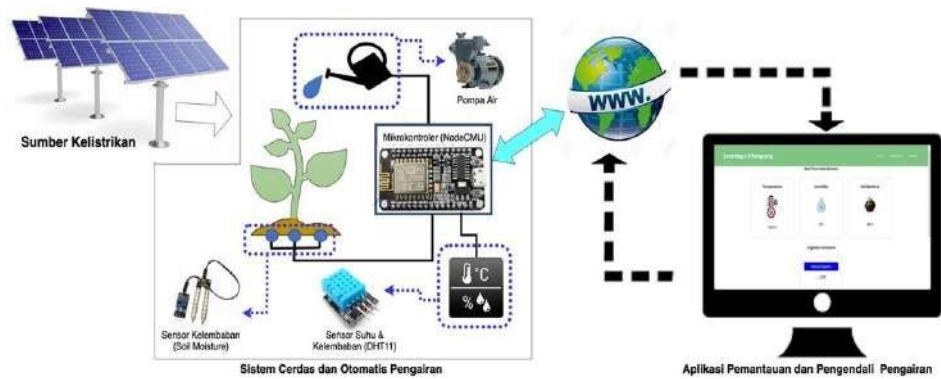 Sumber Kelistrikan
Pompa Air
Mikrokontroler (NodeCMU)
WWW.
°C
%
Sensor Kelembaban
(Soil Moisture)
Sensor Suhu &
Kelembaban (DHT11)
Sistem Cerdas dan Otomatis Pengairan
Aplikasi Pemantauan dan Pengendali Pengairan